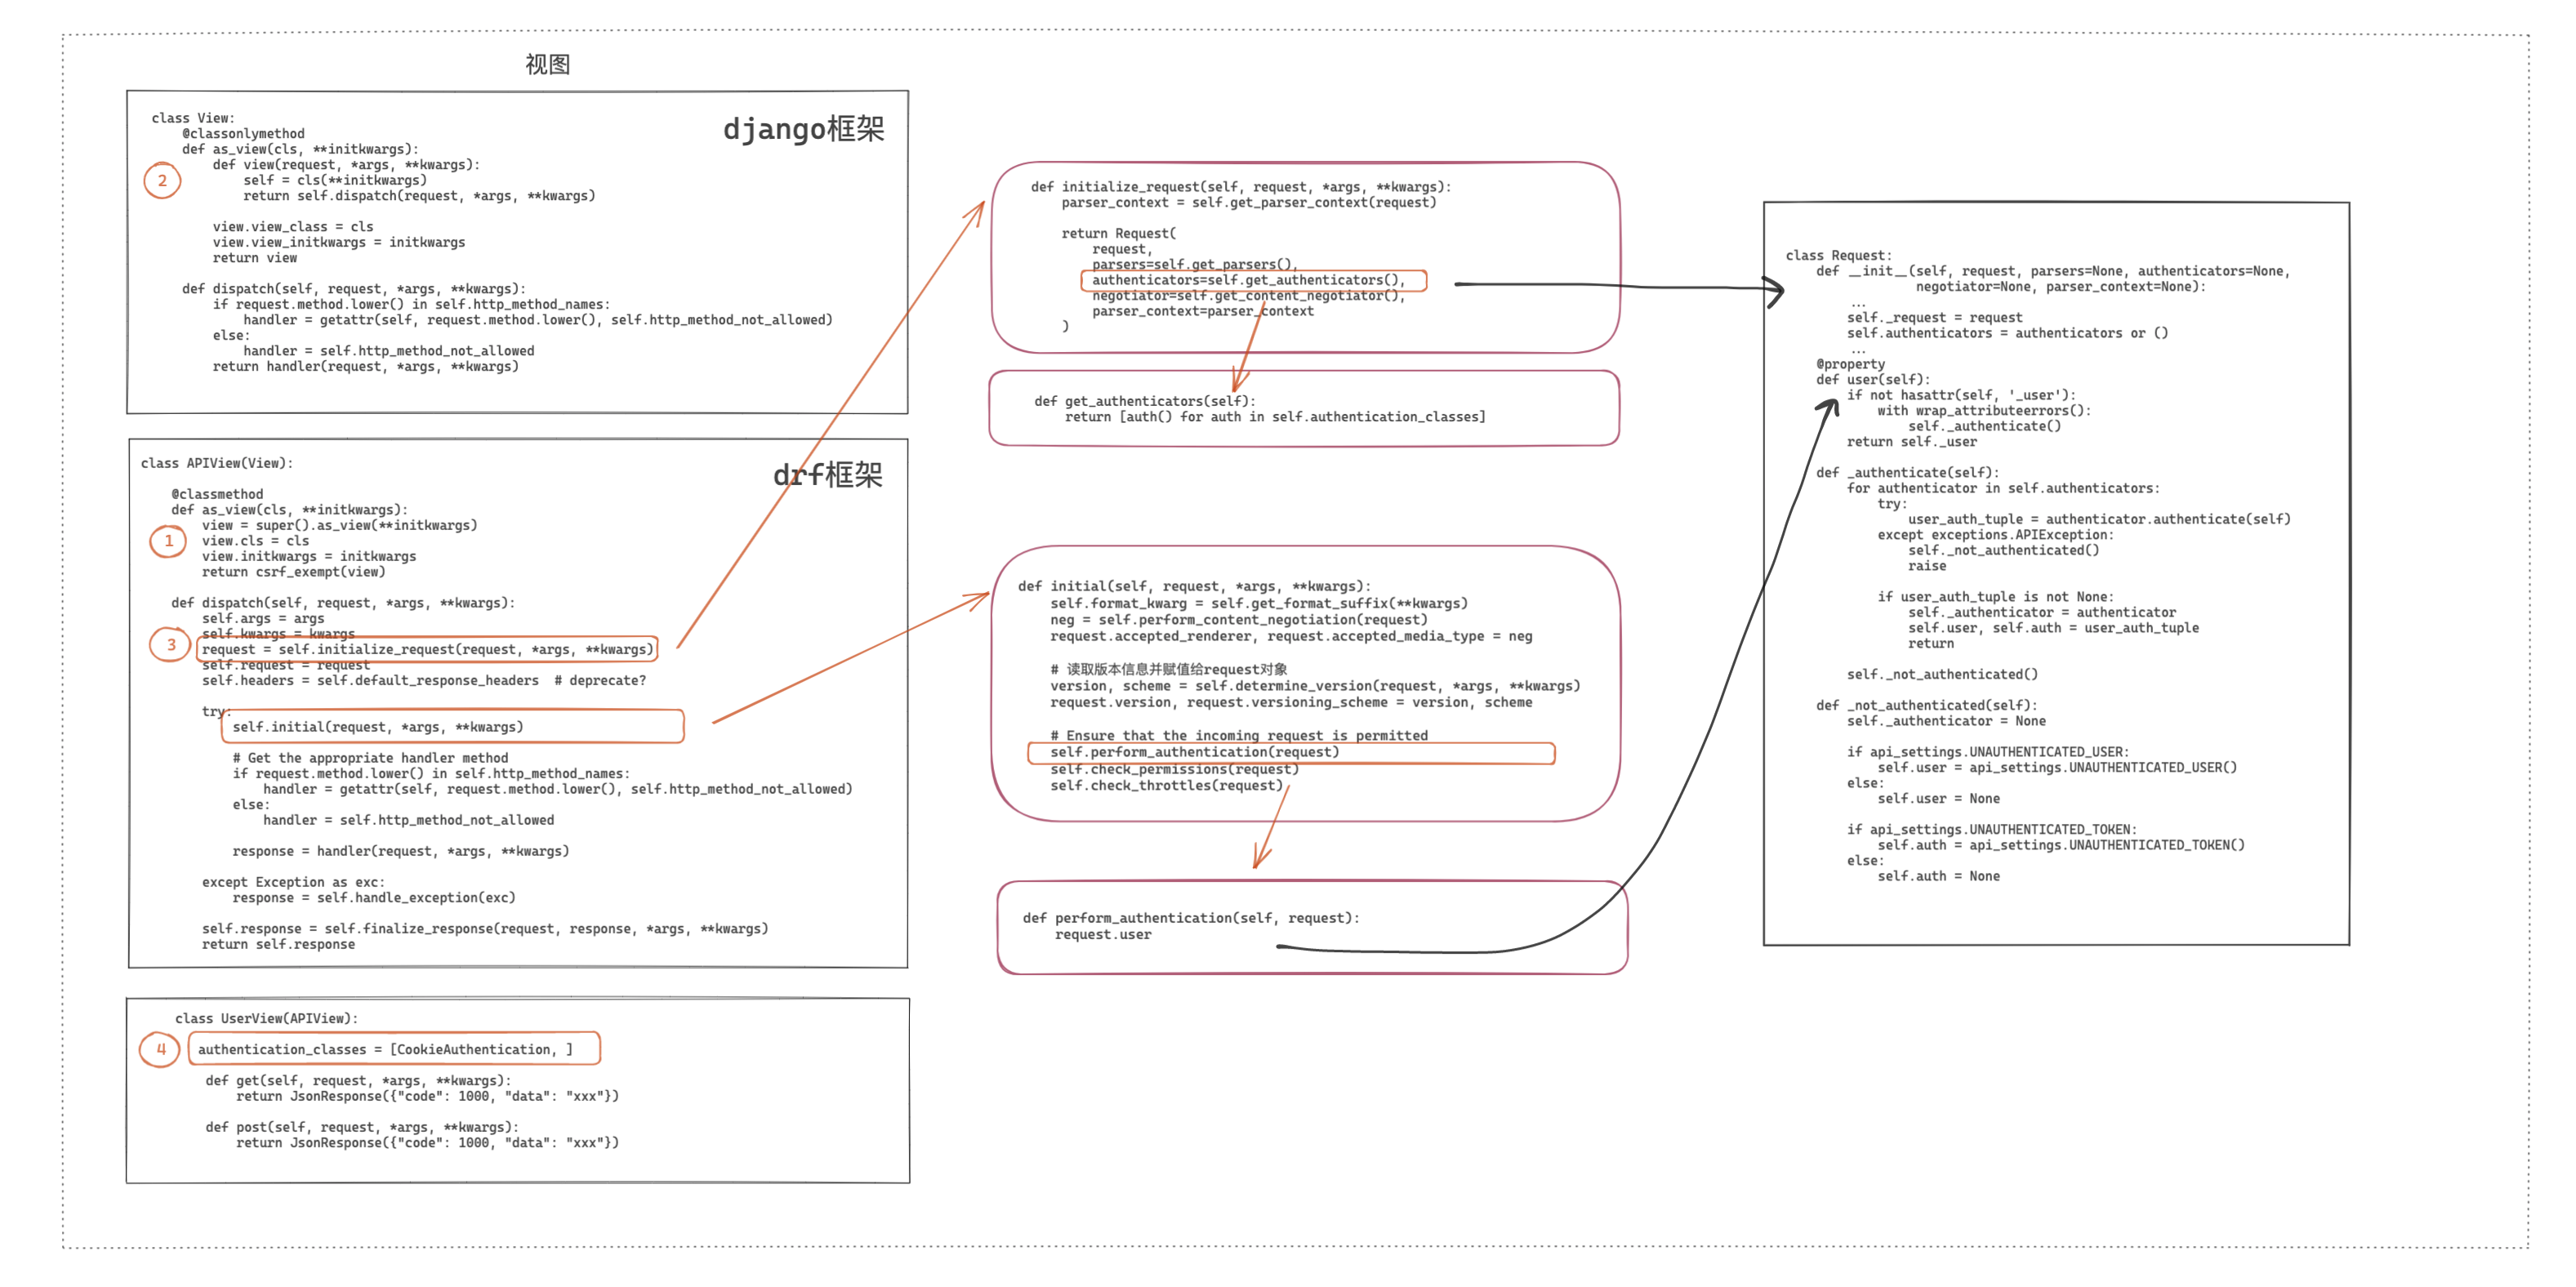 视图
django框架
class View:
    @classonlymethod
    def as_view(cls, **initkwargs):
        def view(request, *args, **kwargs):
            self = cls(**initkwargs)
            return self.dispatch(request, *args, **kwargs)
        view.view_class = cls
        view.view_initkwargs = initkwargs
        return view
    def dispatch(self, request, *args, **kwargs):
        if request.method.lower() in self.http_method_names:
            handler = getattr(self, request.method.lower(), self.http_method_not_allowed)
        else:
            handler = self.http_method_not_allowed
        return handler(request, *args, **kwargs)
2
drf框架
class APIView(View):
    @classmethod
    def as_view(cls, **initkwargs):
        view = super().as_view(**initkwargs)
        view.cls = cls
        view.initkwargs = initkwargs
        return csrf_exempt(view)
1
    def dispatch(self, request, *args, **kwargs):
        self.args = args
        self.kwargs = kwargs
        request = self.initialize_request(request, *args, **kwargs)
        self.request = request
        self.headers = self.default_response_headers  # deprecate?
3
        try:
            self.initial(request, *args, **kwargs)
            # Get the appropriate handler method
            if request.method.lower() in self.http_method_names:
                handler = getattr(self, request.method.lower(), self.http_method_not_allowed)
            else:
                handler = self.http_method_not_allowed
            response = handler(request, *args, **kwargs)
        except Exception as exc:
            response = self.handle_exception(exc)
        self.response = self.finalize_response(request, response, *args, **kwargs)
        return self.response
class UserView(APIView):
4
    authentication_classes = [CookieAuthentication, ]
    def get(self, request, *args, **kwargs):
        return JsonResponse({"code": 1000, "data": "xxx"})
    def post(self, request, *args, **kwargs):
        return JsonResponse({"code": 1000, "data": "xxx"})
def initialize_request(self, request, *args, **kwargs):
    parser_context = self.get_parser_context(request)
    return Request(
        request,
        parsers=self.get_parsers(),
        authenticators=self.get_authenticators(),
        negotiator=self.get_content_negotiator(),
        parser_context=parser_context
    )
def get_authenticators(self):
    return [auth() for auth in self.authentication_classes]
def initial(self, request, *args, **kwargs):
    self.format_kwarg = self.get_format_suffix(**kwargs)
    neg = self.perform_content_negotiation(request)
    request.accepted_renderer, request.accepted_media_type = neg
    # 读取版本信息并赋值给request对象
    version, scheme = self.determine_version(request, *args, **kwargs)
    request.version, request.versioning_scheme = version, scheme
    # Ensure that the incoming request is permitted
    self.perform_authentication(request)
    self.check_permissions(request)
    self.check_throttles(request)
def perform_authentication(self, request):
    request.user
class Request:
    def __init__(self, request, parsers=None, authenticators=None,
                 negotiator=None, parser_context=None):
        ...
        self._request = request
        self.authenticators = authenticators or ()
        ...
    @property
    def user(self):
        if not hasattr(self, '_user'):
            with wrap_attributeerrors():
                self._authenticate()
        return self._user
    def _authenticate(self):
        for authenticator in self.authenticators:
            try:
                user_auth_tuple = authenticator.authenticate(self)
            except exceptions.APIException:
                self._not_authenticated()
                raise
            if user_auth_tuple is not None:
                self._authenticator = authenticator
                self.user, self.auth = user_auth_tuple
                return
        self._not_authenticated()
    def _not_authenticated(self):
        self._authenticator = None
        if api_settings.UNAUTHENTICATED_USER:
            self.user = api_settings.UNAUTHENTICATED_USER()
        else:
            self.user = None
        if api_settings.UNAUTHENTICATED_TOKEN:
            self.auth = api_settings.UNAUTHENTICATED_TOKEN()
        else:
            self.auth = None